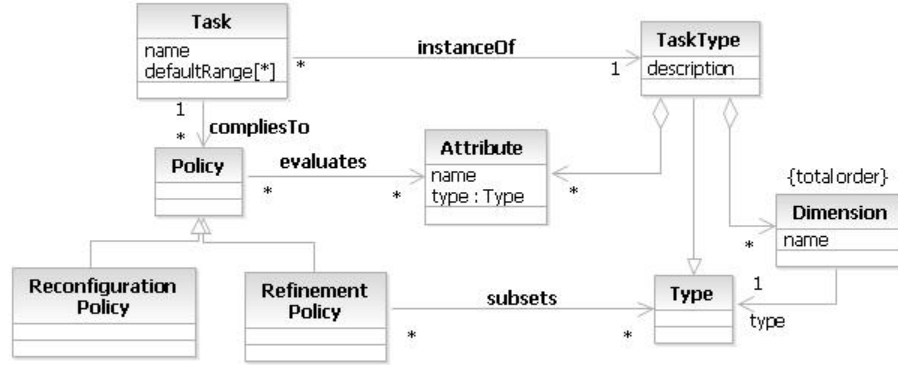 Task
name
defaultRange[*]
instanceOf
*
1
TaskType
description
1
compliesTo
*
Policy
evaluates
*
*
Attribute
name
type : Type
*
{totalorder}
Dimension
name
*
Reconfiguration
Policy
Refinement
Policy
subsets
*
*
Type
1
type